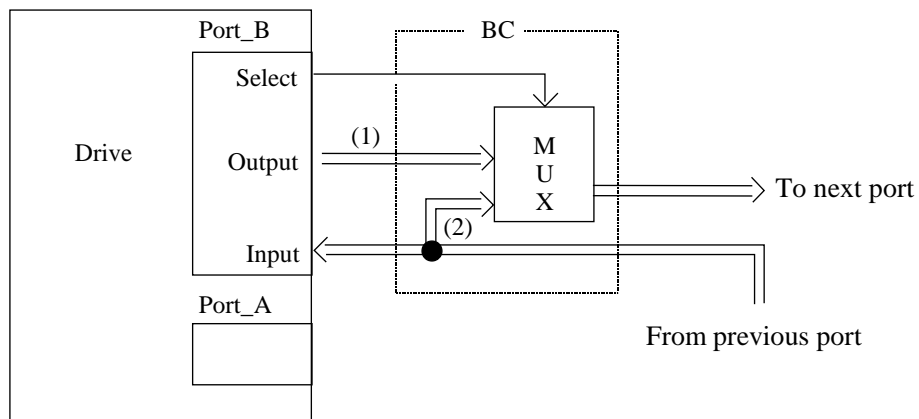 Port_B
BC
Select
(1)
M
U
X
Drive
Output
To next port
(2)
Input
Port_A
From previous port